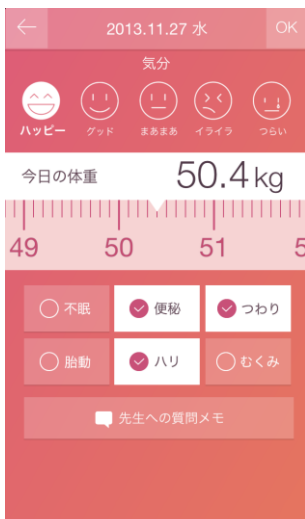 2013.11.27 水 OK
気分
ハッピー グッド まあまあ イライラ つらい
今日の体重 50.4kg
49 50 51 5
不眠 便秘 つわり
胎動 ハリ むくみ
先生への質問メモ